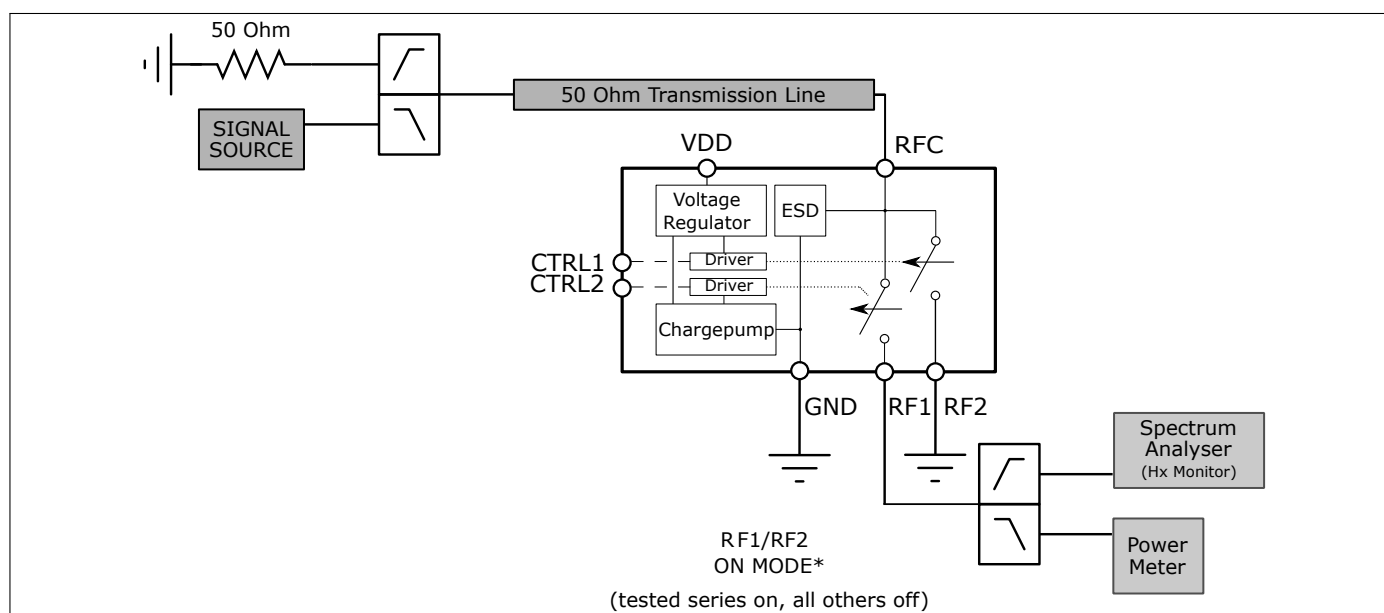 50 Ohm
SIGNAL
SOURCE
50 Ohm Transmission Line
VDD
RFC
Voltage
Regulator
ESD
CTRL1
Driver
CTRL2
Driver
Chargepump
GND
RF1
RF2
Spectrum
Analyser
(Hx Monitor)
Power
Meter
RF1/RF2
ON MODE*
(tested series on, all others off)